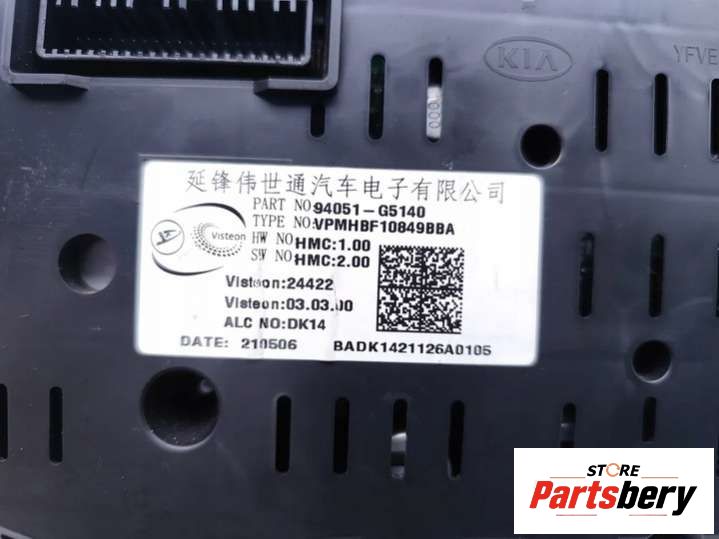 KIA
YFVE
000
延锋伟世通汽车电子有限公司
PART NO:94051-G5140
TYPE NO:VPMHBF10849BBA
Visteon
HW NO:HMC:1.00
SW NO:HMC:2.00
Visteon:24422
Visteon:03.03.00
ALC NO:DK14
DATE: 210506 BADK1421126A0105
STORE
Partsbery